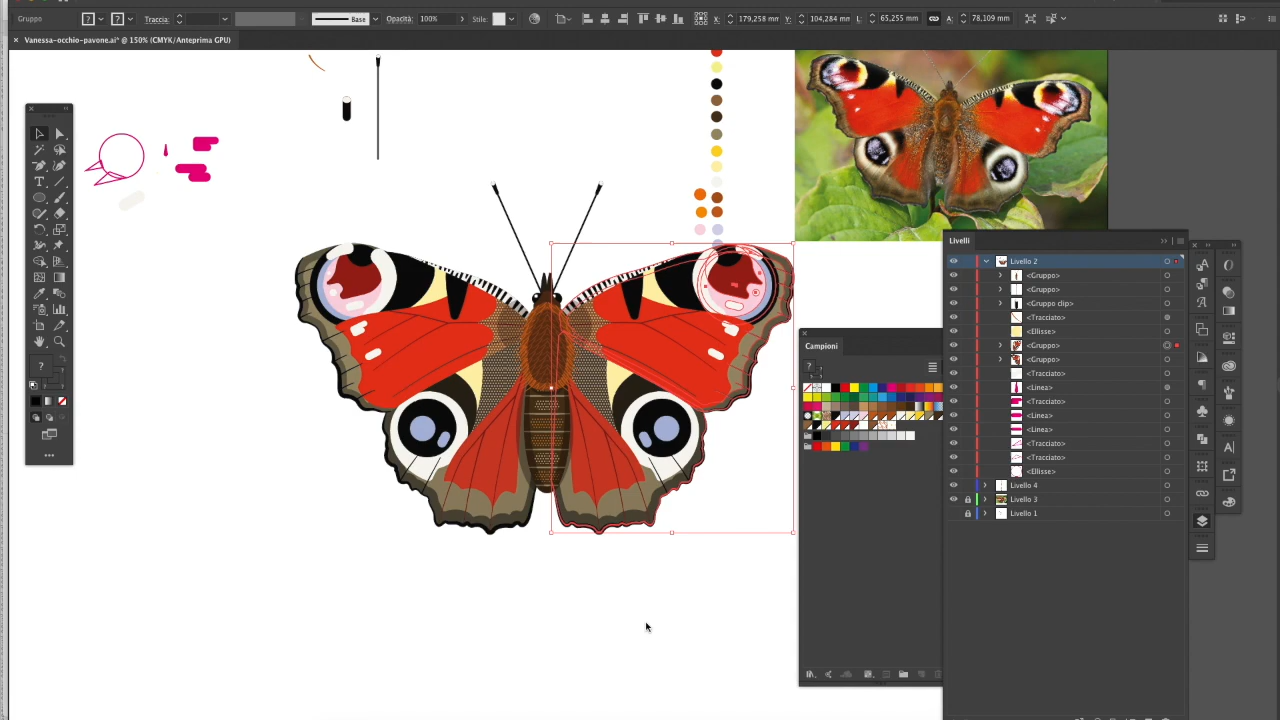 Gruppo
?
?
Traccia:
Base
Opacità: 100%
Stile:
X: 179,258 mm
Y: 104,284 mm
L: 65,255 mm
A: 78,109 mm
× Vanessa-occhio-pavone.ai* @ 150% (CMYK/Anteprima GPU)
T
?
Livelli
Livello 2
<Gruppo>
<Gruppo>
<Gruppo clip>
<Tracciato>
<Ellisse>
<Gruppo>
<Gruppo>
<Tracciato>
<Linea>
<Tracciato>
<Linea>
<Linea>
<Tracciato>
<Tracciato>
<Ellisse>
Livello 4
Livello 3
Livello 1
Campioni
?